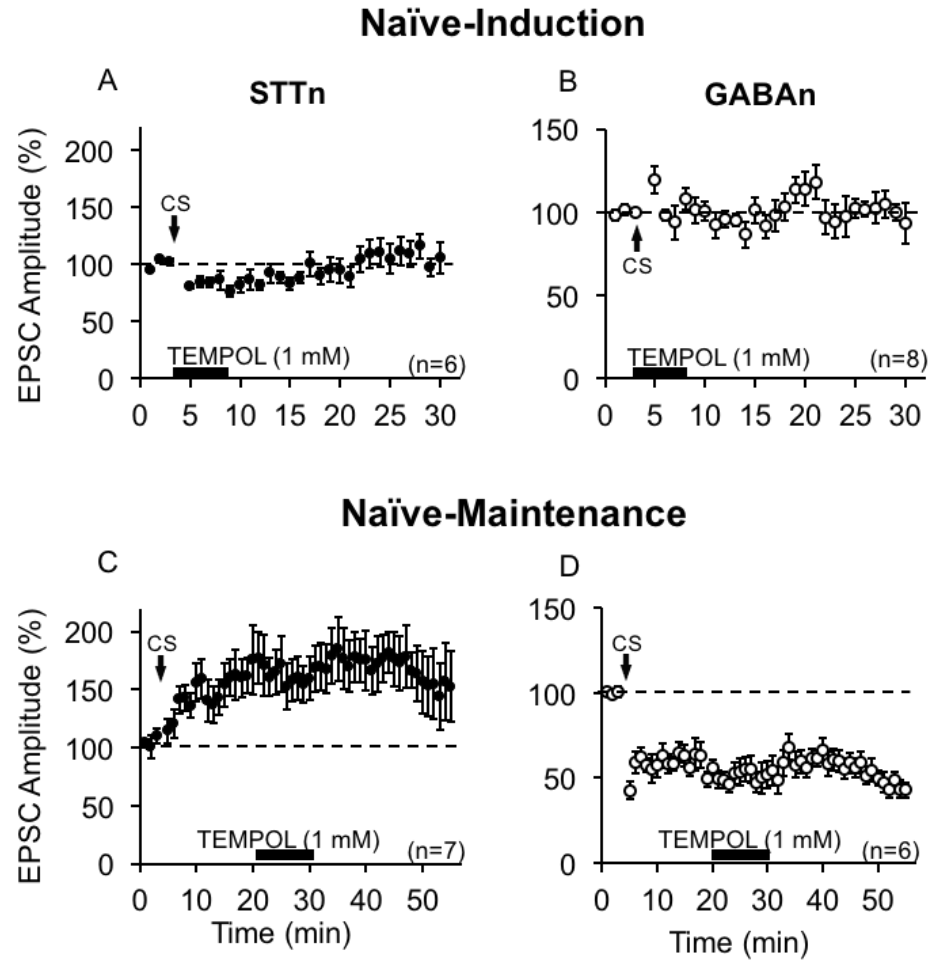 Naïve-Induction
A
STTn
B
GABAn
EPSC Amplitude (%)
200
150
100
50
0
CS
TEMPOL (1 mM)
(n=6)
0 5 10 15 20 25 30
150
100
50
0
CS
TEMPOL (1 mM)
(n=8)
0 5 10 15 20 25 30
Naïve-Maintenance
C
D
EPSC Amplitude (%)
200
150
100
50
0
CS
TEMPOL (1 mM)
(n=7)
0 10 20 30 40 50
Time (min)
150
100
50
0
CS
TEMPOL (1 mM)
(n=6)
0 10 20 30 40 50
Time (min)